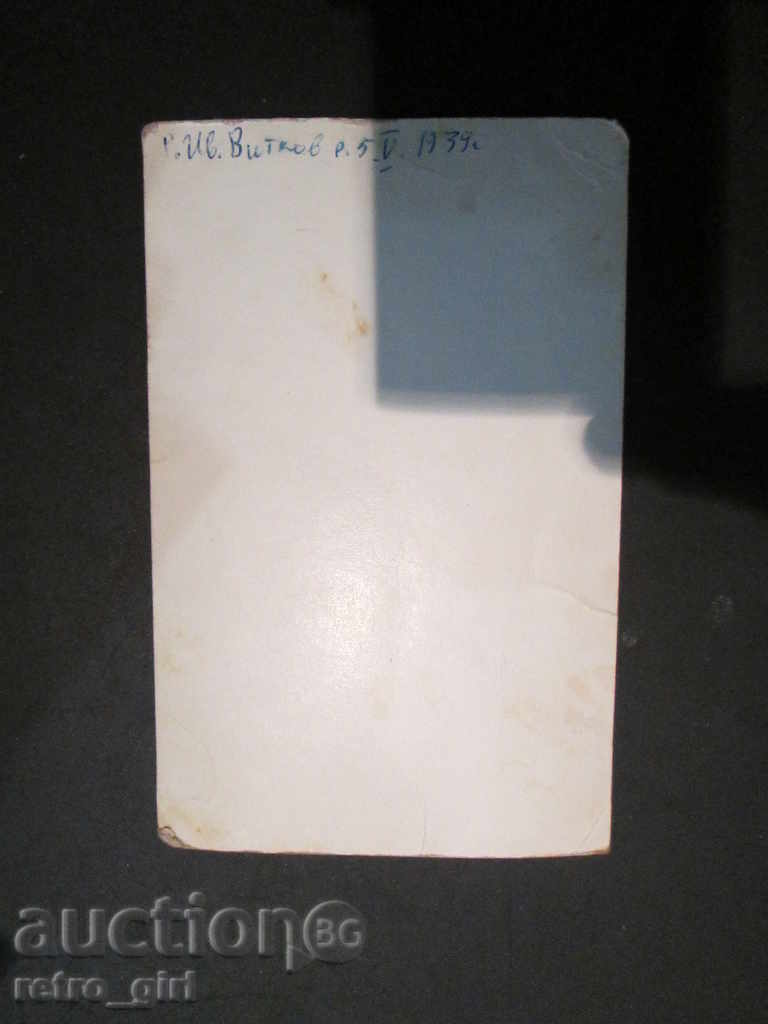 Г. Ив. Витков р. 5. V. 1939г
auction BG
retro_girl